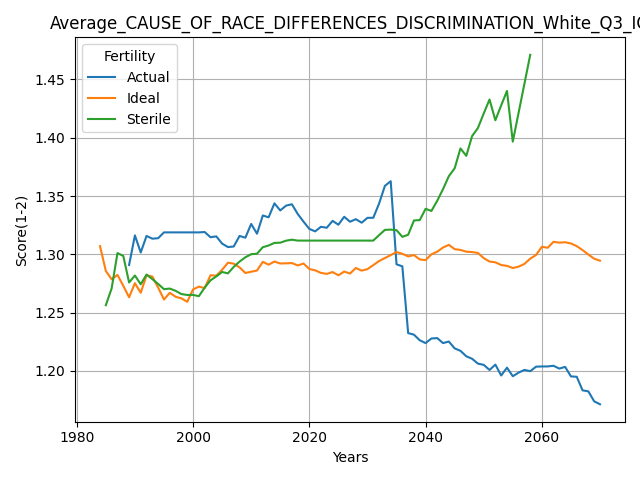 Average_CAUSE_OF_RACE_DIFFERENCES_DISCRIMINATION_White_Q3_IQ
Fertility
Actual
Ideal
Sterile
Score(1-2)
1.45
1.40
1.35
1.30
1.25
1.20
1980
2000
2020
2040
2060
Years